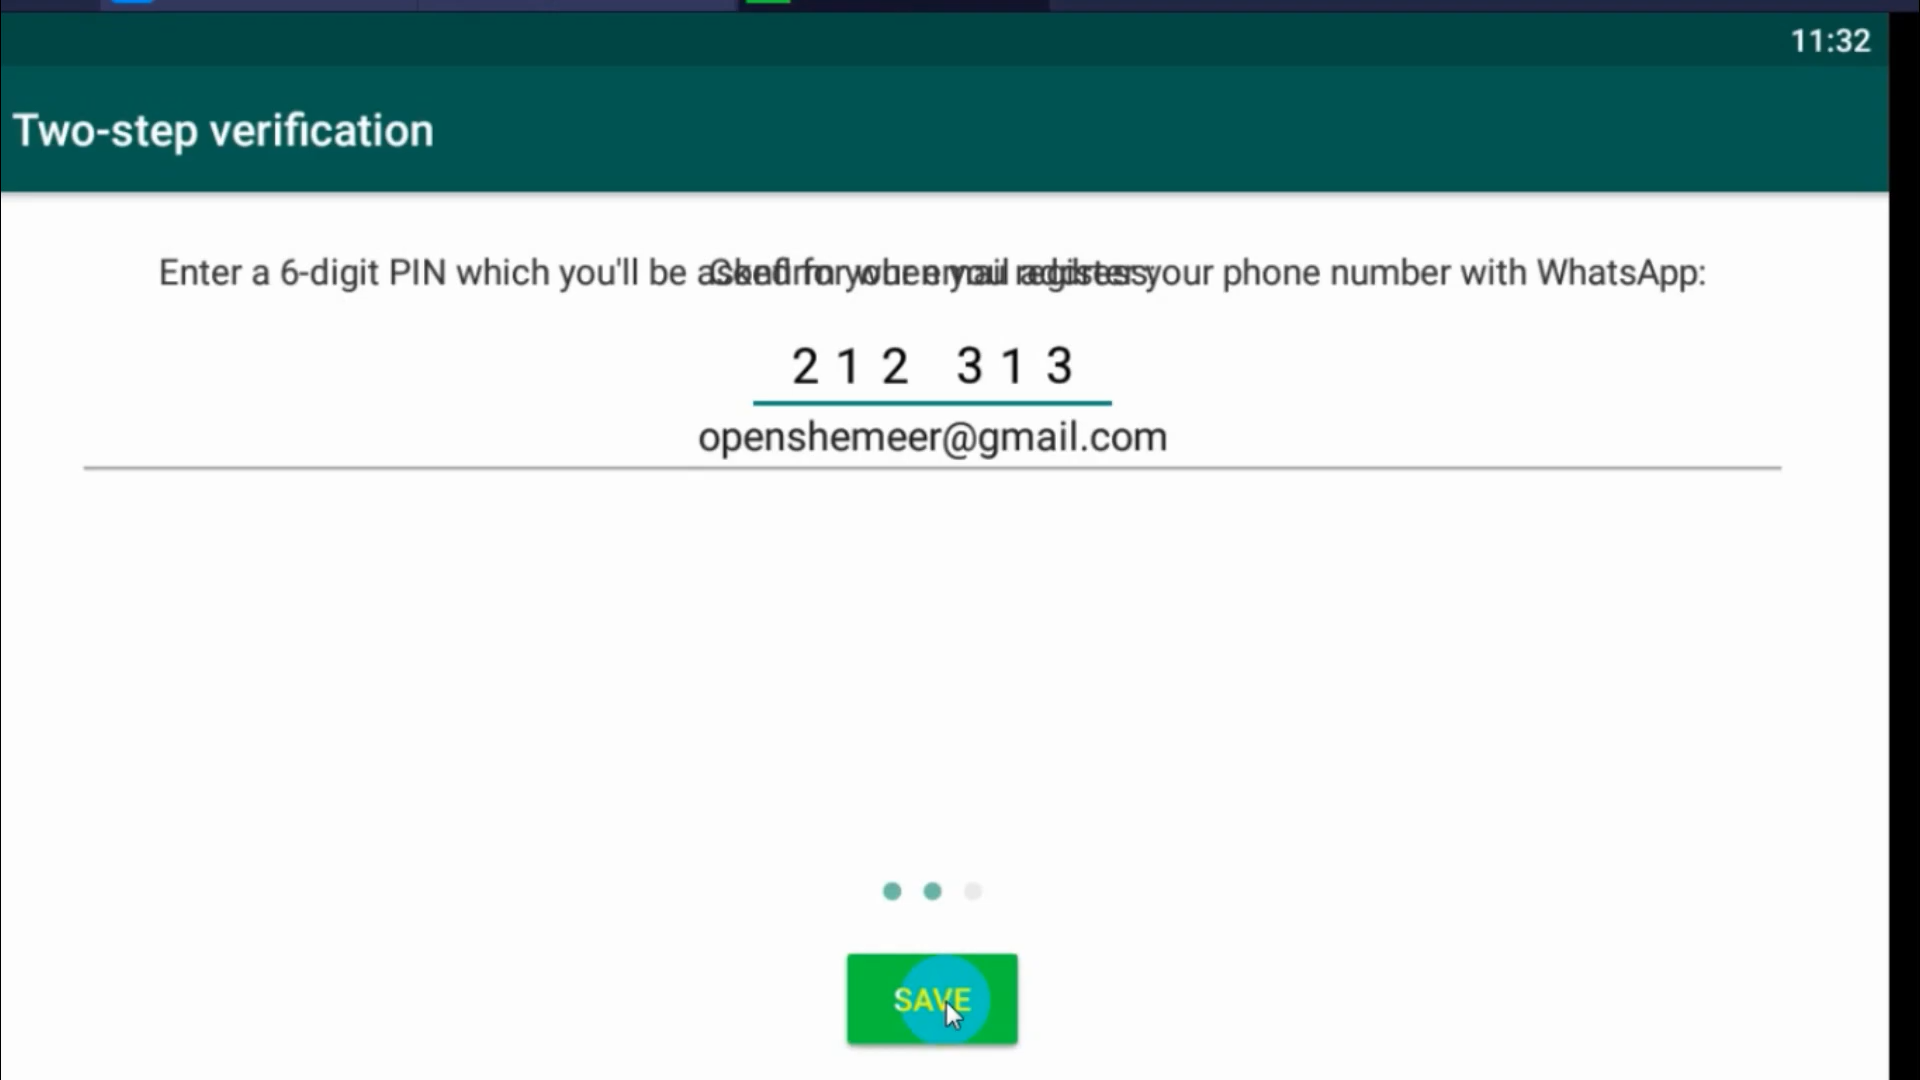 11:32
Two-step verification
Enter a 6-digit PIN which you'll be your phone number with WhatsApp:
212 313
openshemeer@gmail.com
SAVE